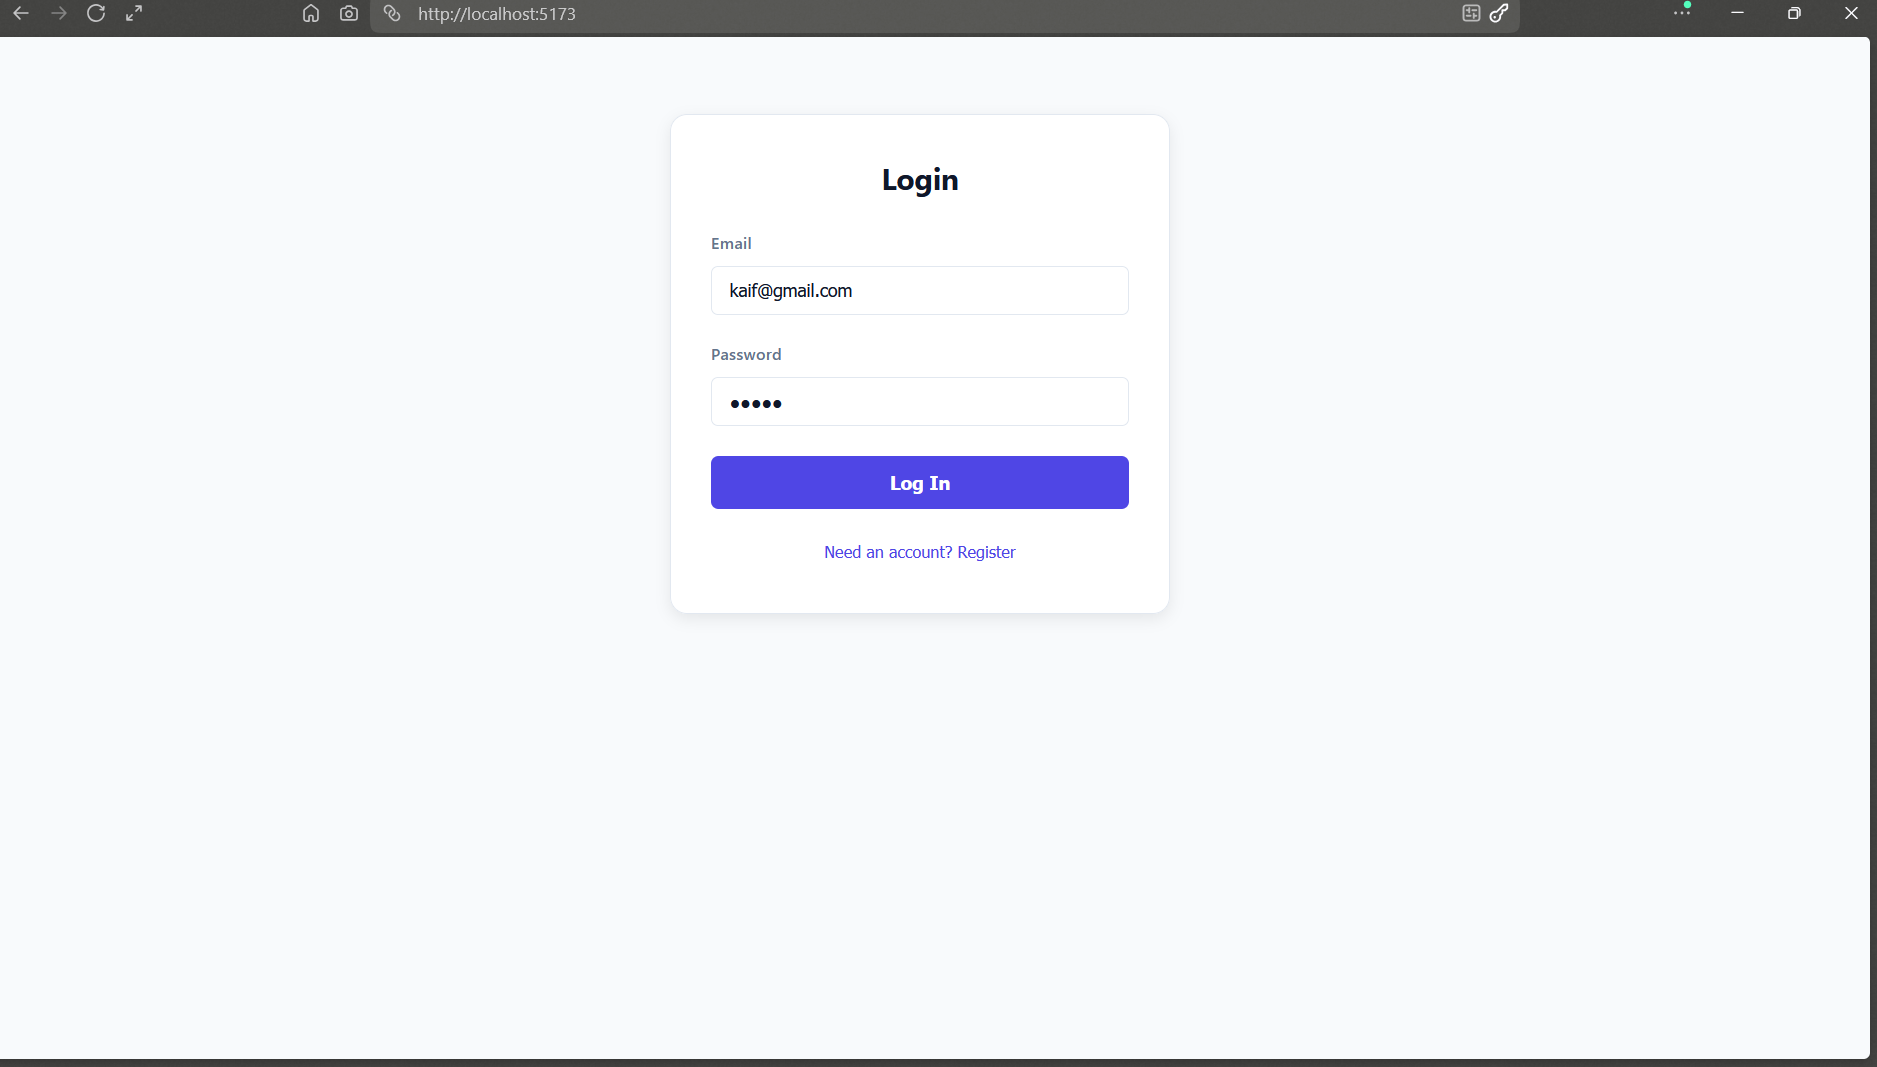 http://localhost:5173
Login
Email
kaif@gmail.com
Password
•••••
Log In
Need an account? Register